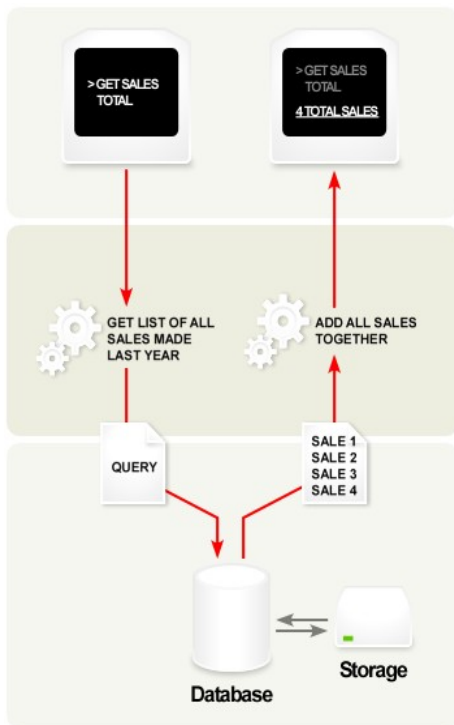 > GET SALES
TOTAL
> GET SALES
TOTAL
4 TOTAL SALES
GET LIST OF ALL
SALES MADE
LAST YEAR
ADD ALL SALES
TOGETHER
QUERY
SALE 1
SALE 2
SALE 3
SALE 4
Database
Storage